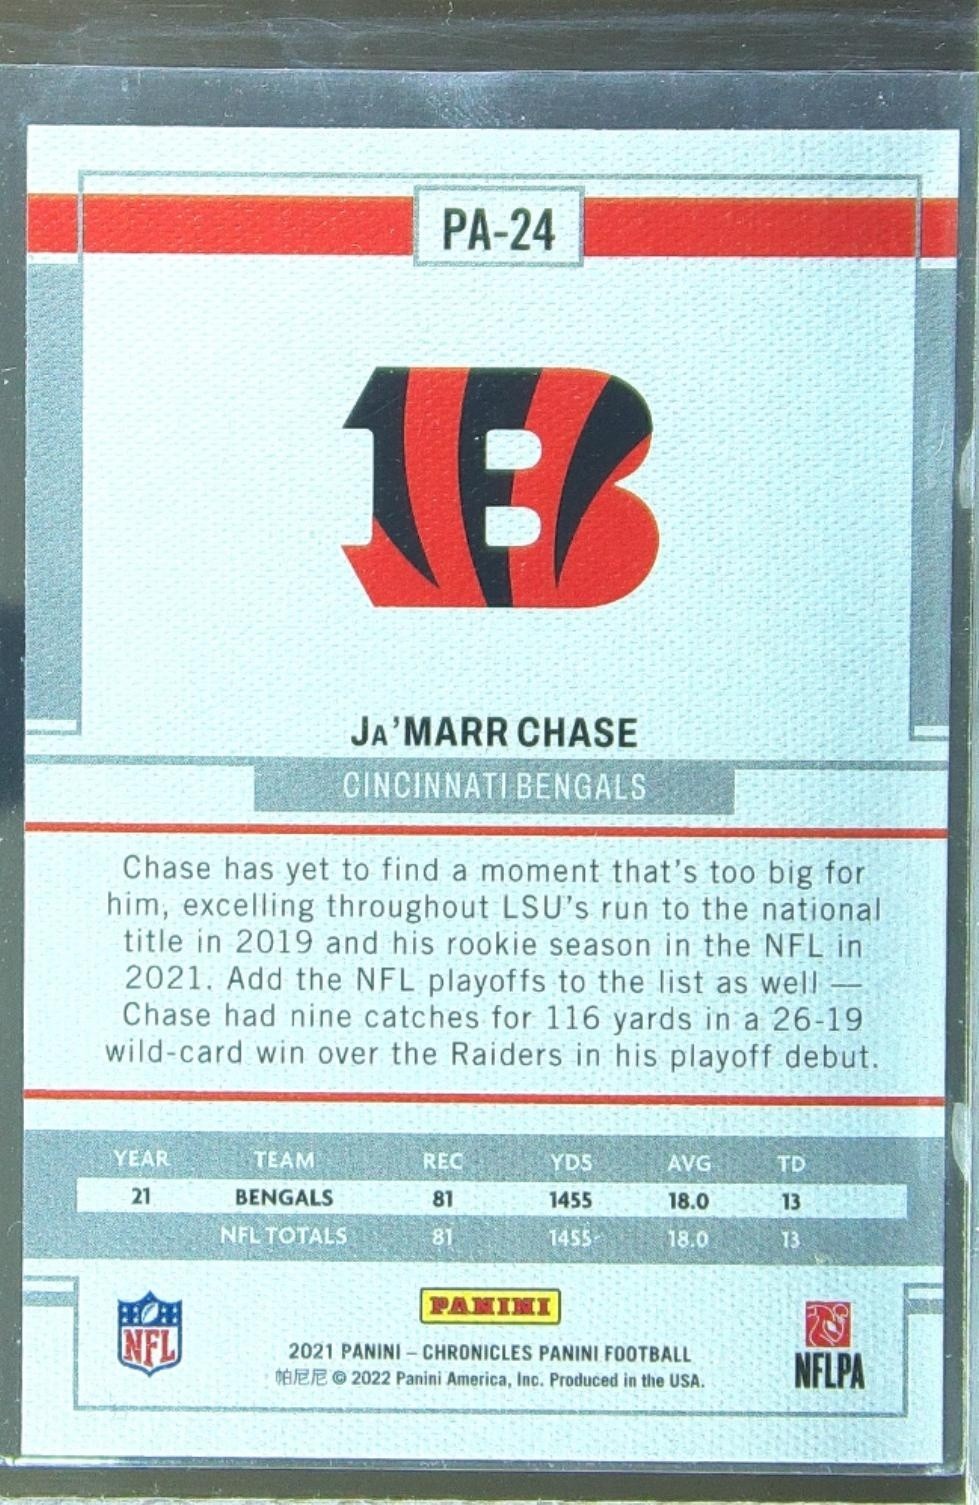 PA-24
JA'MARR CHASE
CINCINNATI BENGALS
Chase has yet to find a moment that's too big for
him, excelling throughout LSU's run to the national
title in 2019 and his rookie season in the NFL in
2021. Add the NFL playoffs to the list as well —
Chase had nine catches for 116 yards in a 26-19
wild-card win over the Raiders in his playoff debut.
YEAR TEAM REC YDS AVG TD
21 BENGALS 81 1455 18.0 13
NFL TOTALS 81 1455 18.0 13
NFL
PANINI
2021 PANINI – CHRONICLES PANINI FOOTBALL
帕尼尼 © 2022 Panini America, Inc. Produced in the USA.
NFLPA